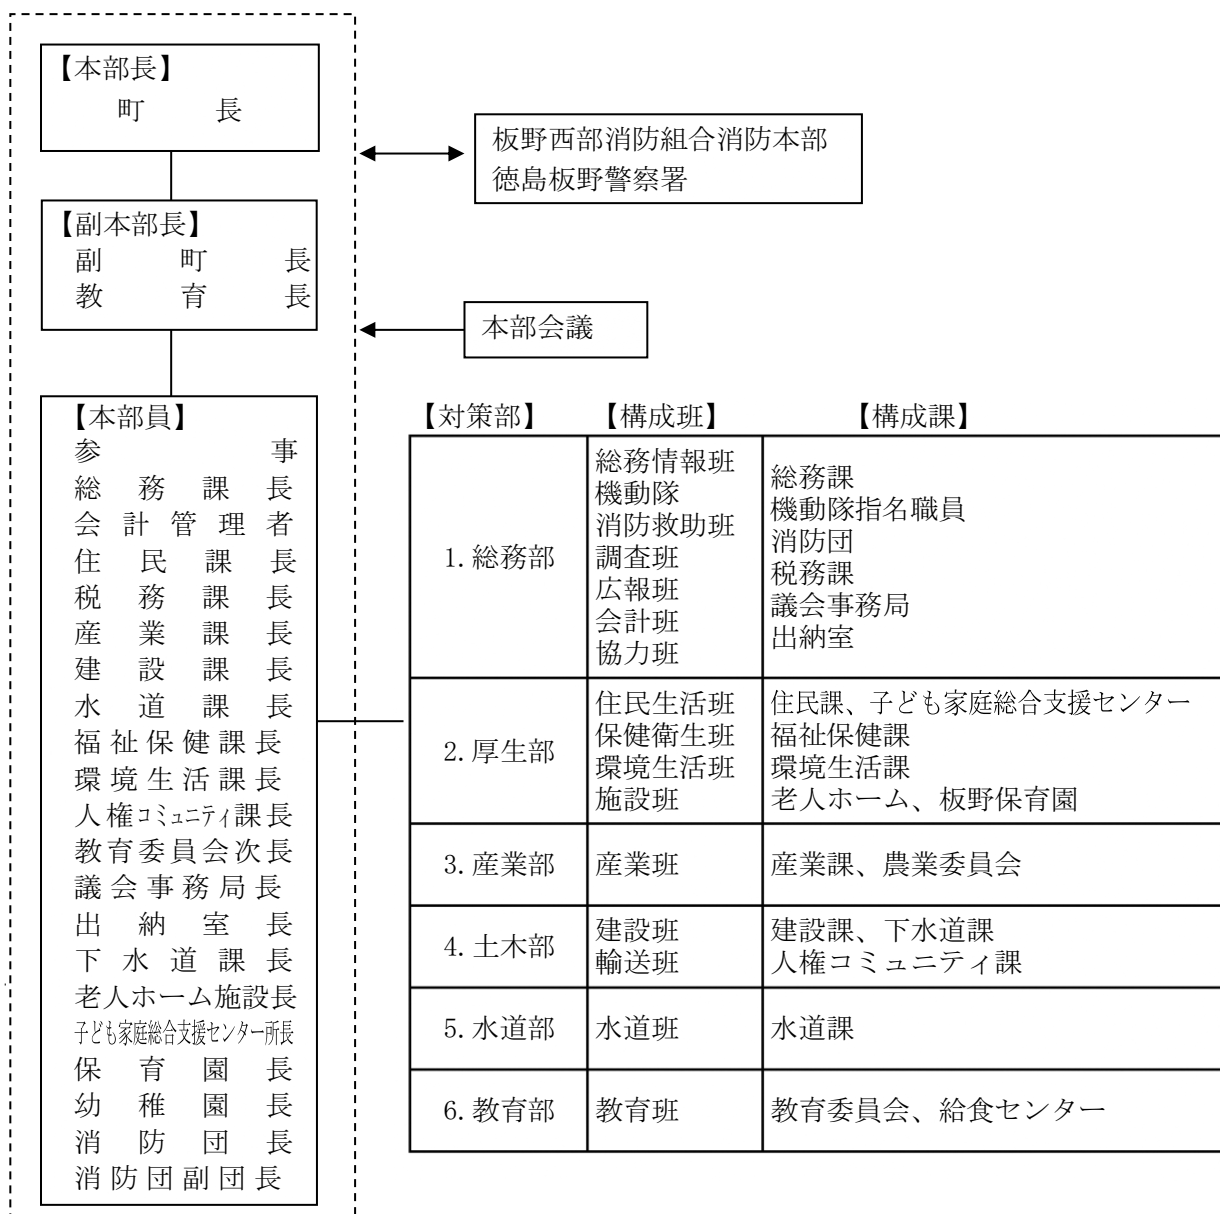 【本部長】
町長
【副本部長】
副町長
教育長
【本部員】
参事
総務課長
会計管理者
住民課長
税務課長
産業課長
建設課長
水道課長
福祉保健課長
環境生活課長
人権コミュニティ課長
教育委員会次長
議会事務局長
出納室長
下水道課長
老人ホーム施設長
子ども家庭総合支援センター所長
保育園長
幼稚園長
消防団長
消防団副団長
板野西部消防組合消防本部
徳島板野警察署
本部会議
【対策部】 【構成班】 【構成課】
1.総務部
総務情報班
機動隊
消防救助班
調査班
広報班
会計班
協力班
総務課
機動隊指名職員
消防団
税務課
議会事務局
出納室
2.厚生部
住民生活班
保健衛生班
環境生活班
施設班
住民課、子ども家庭総合支援センター
福祉保健課
環境生活課
老人ホーム、板野保育園
3.産業部
産業班
産業課、農業委員会
4.土木部
建設班
輸送班
建設課、下水道課
人権コミュニティ課
5.水道部
水道班
水道課
6.教育部
教育班
教育委員会、給食センター